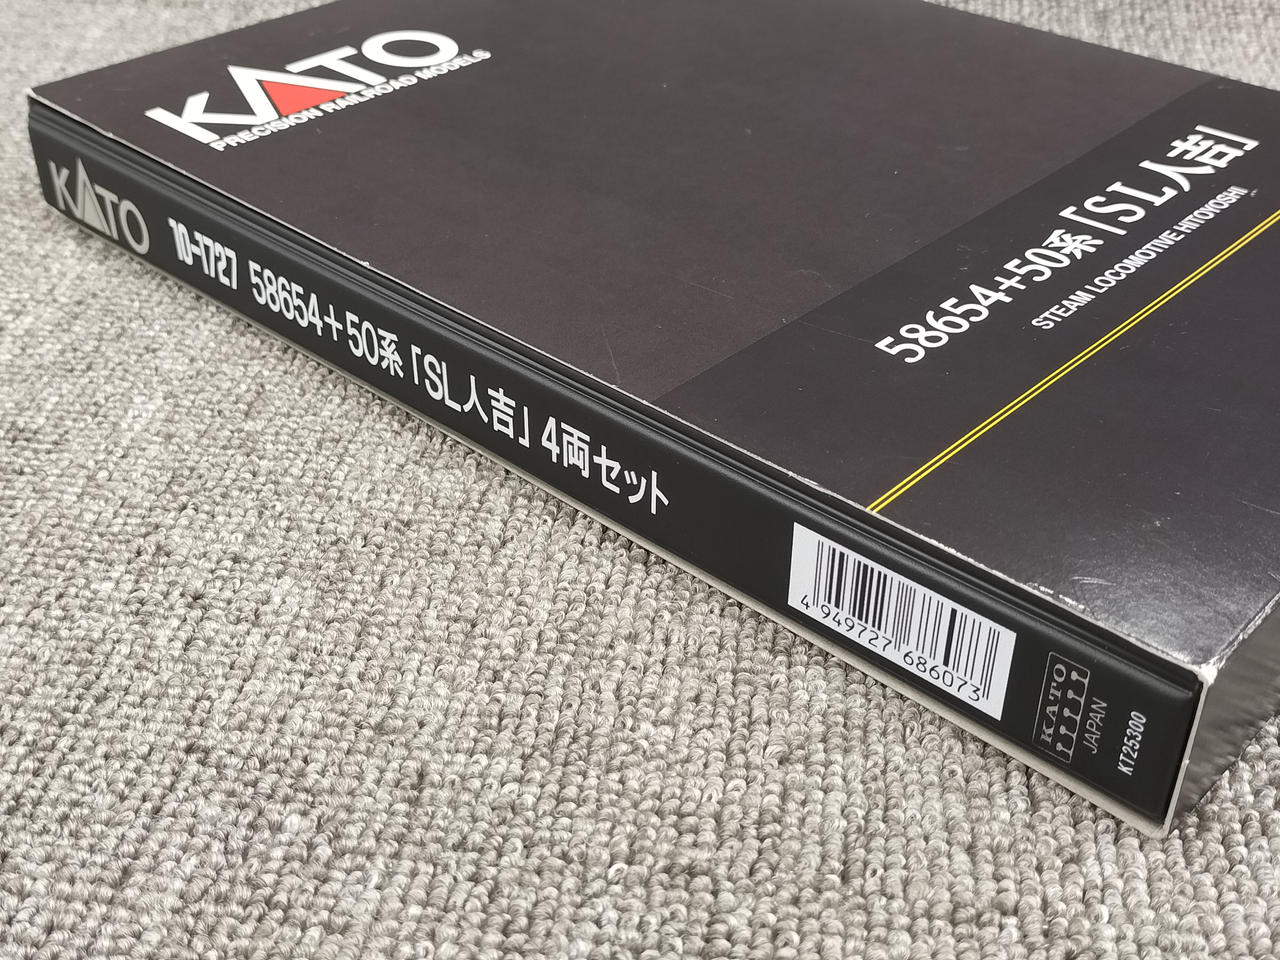 KATO
PRECISION RAILROAD MODELS
58654+50系「SL人吉」
STEAM LOCOMOTIVE HITOYOSHI
KATO
10-1727 58654+50系「SL人吉」4両セット
4 949727 686073
KATO
JAPAN
KT25300